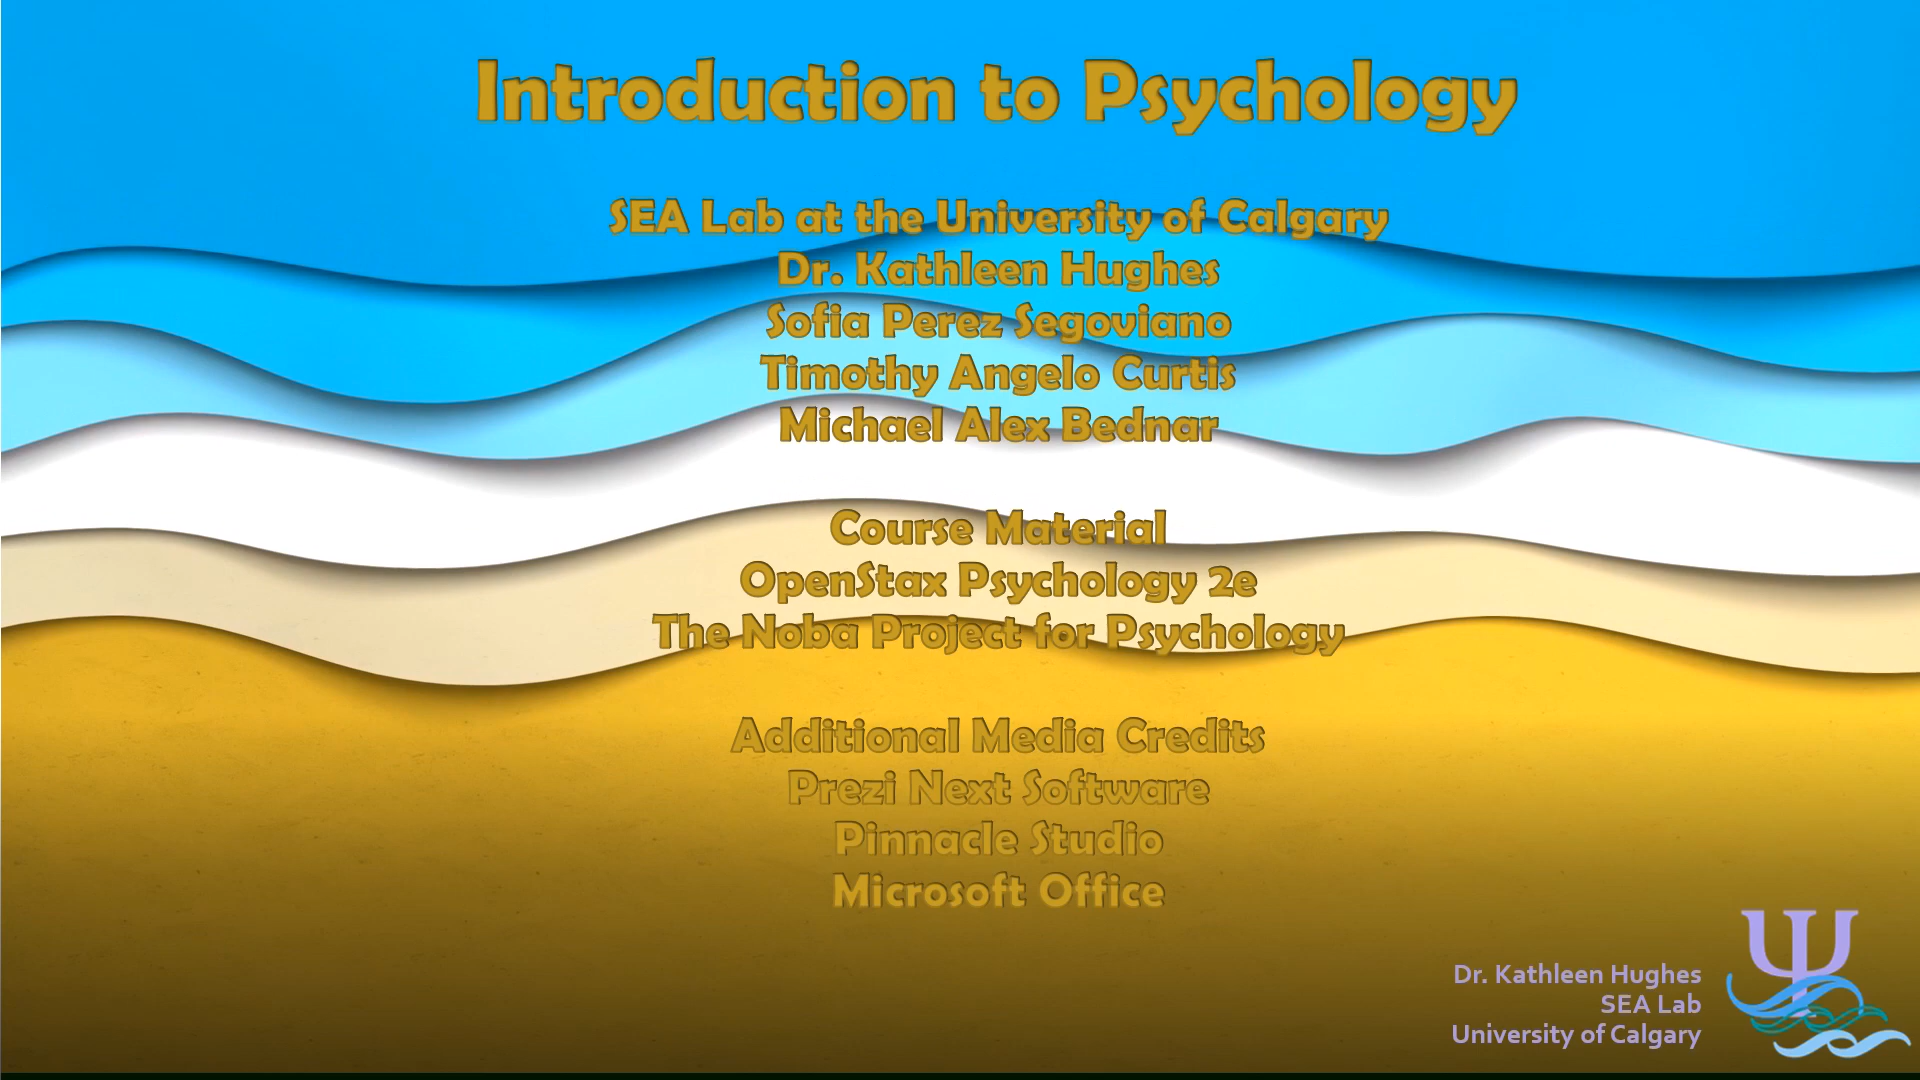 Introduction to Psychology
SEA Lab at the University of Calgary
Dr. Kathleen Hughes
Sofia Perez Segoviano
Timothy Angelo Curtis
Michael Alex Bednar
Course Material
OpenStax Psychology 2e
The Noba Project for Psychology
Additional Media Credits
Prezi Next Software
Pinnacle Studio
Microsoft Office
Dr. Kathleen Hughes
SEA Lab
University of Calgary